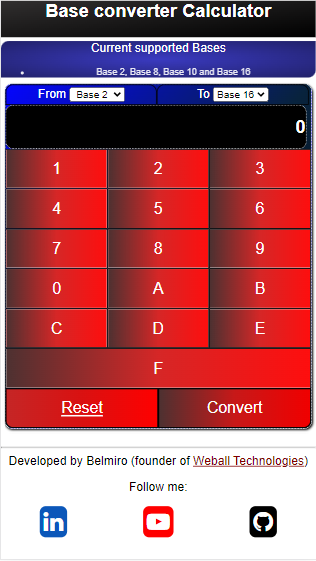 Base converter Calculator
Current supported Bases
• Base 2, Base 8, Base 10 and Base 16
From Base 2 To Base 16
0
1 2 3
4 5 6
7 8 9
0 A B
C D E
F
Reset Convert
Developed by Belmiro (founder of Weball Technologies)
Follow me:
in